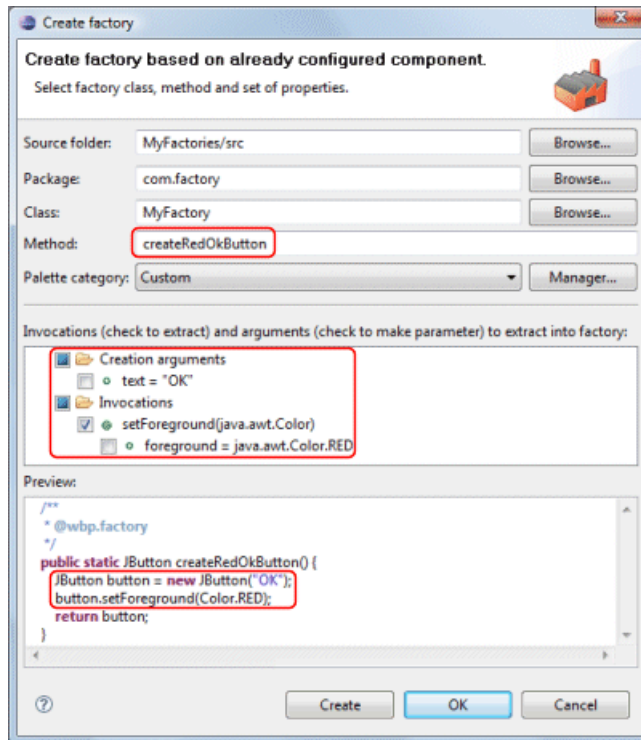 Create factory
Create factory based on already configured component.
Select factory class, method and set of properties.
Source folder: MyFactories/src Browse...
Package: com.factory Browse...
Class: MyFactory Browse...
Method: createRedOkButton
Palette category: Custom Manager...
Invocations (check to extract) and arguments (check to make parameter) to extract into factory:
Creation arguments
text = "OK"
Invocations
setForeground(java.awt.Color)
foreground = java.awt.Color.RED
Preview:
/**
* @wbp.factory
*/
public static JButton createRedOkButton() {
JButton button = new JButton("OK");
button.setForeground(Color.RED);
return button;
}
? Create OK Cancel